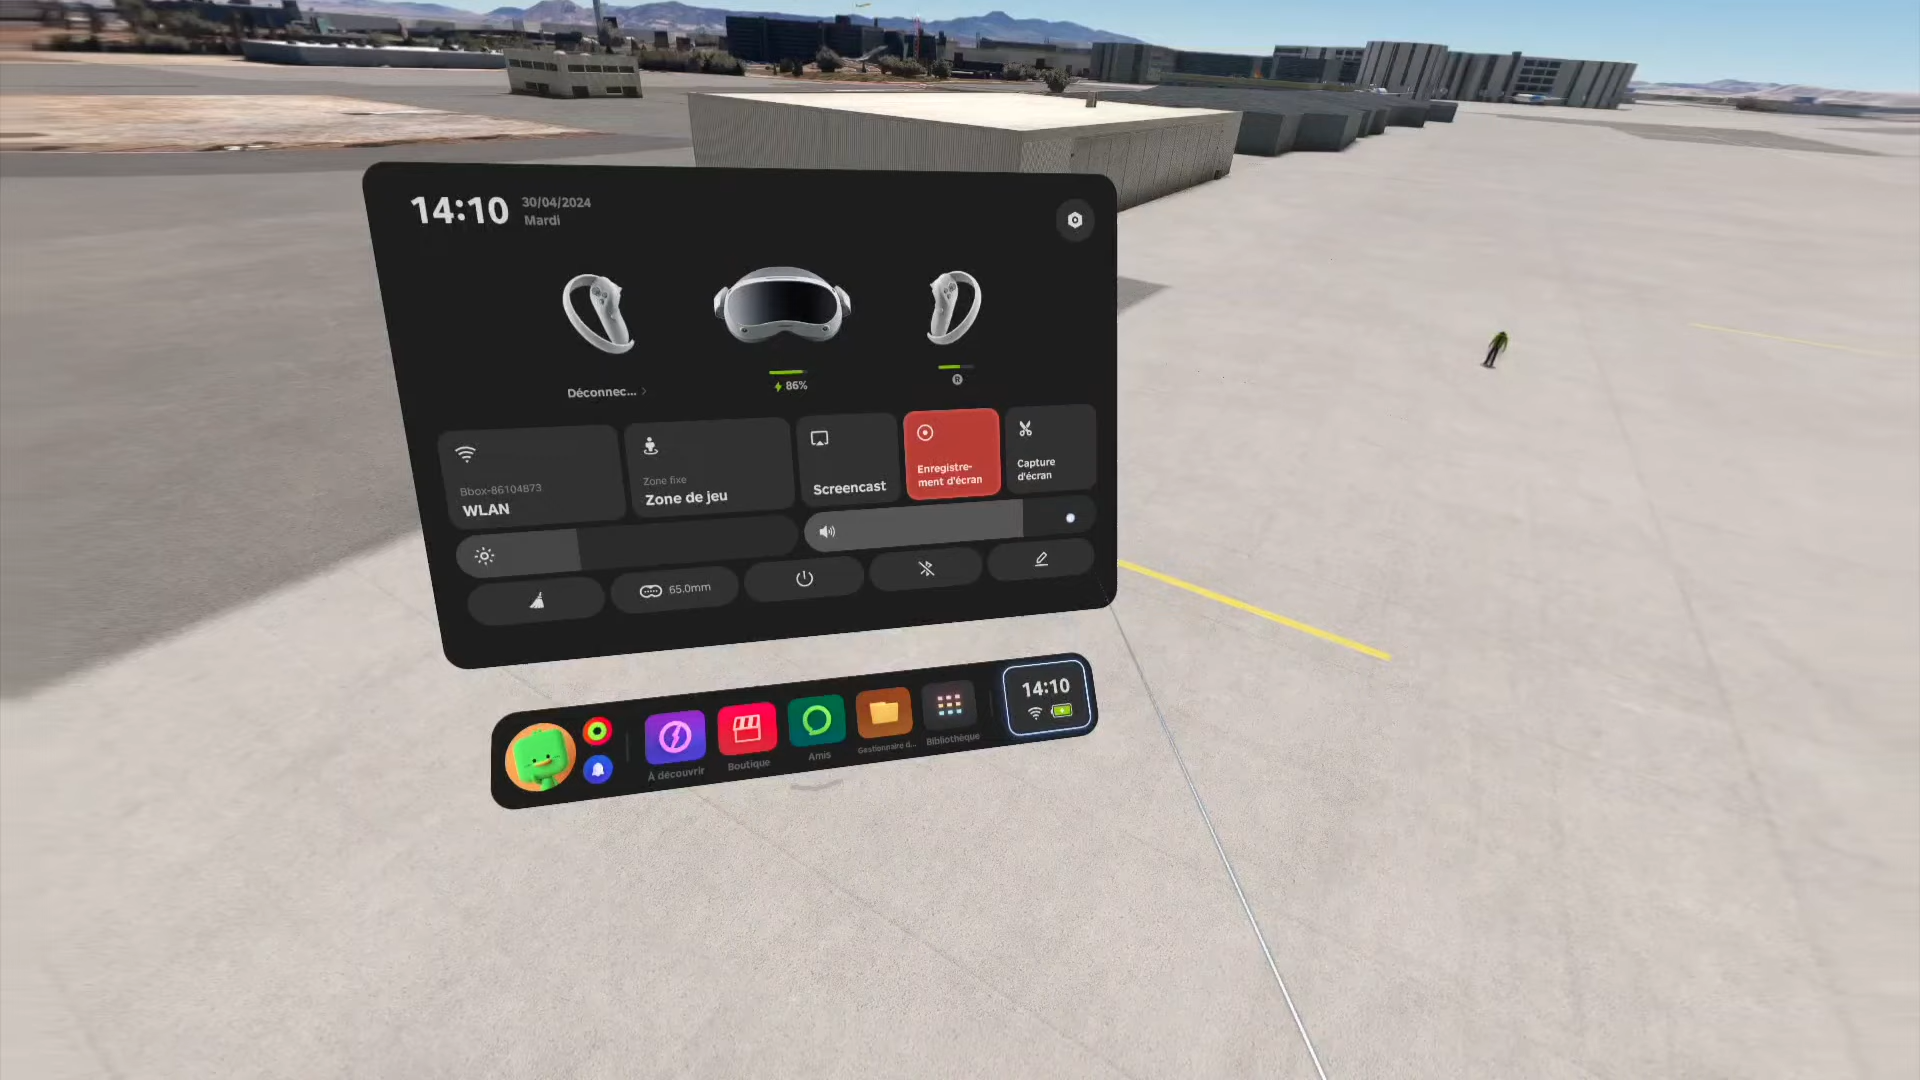 14:10
30/04/2024
Mardi
Déconnec...
86%
R
Bbox-86104873
WLAN
Zone fixe
Zone de jeu
Screencast
Enregistre-
ment d'écran
Capture
d'écran
65.0mm
À découvrir
Boutique
Amis
Gestionnaire d...
Bibliothèque
14:10